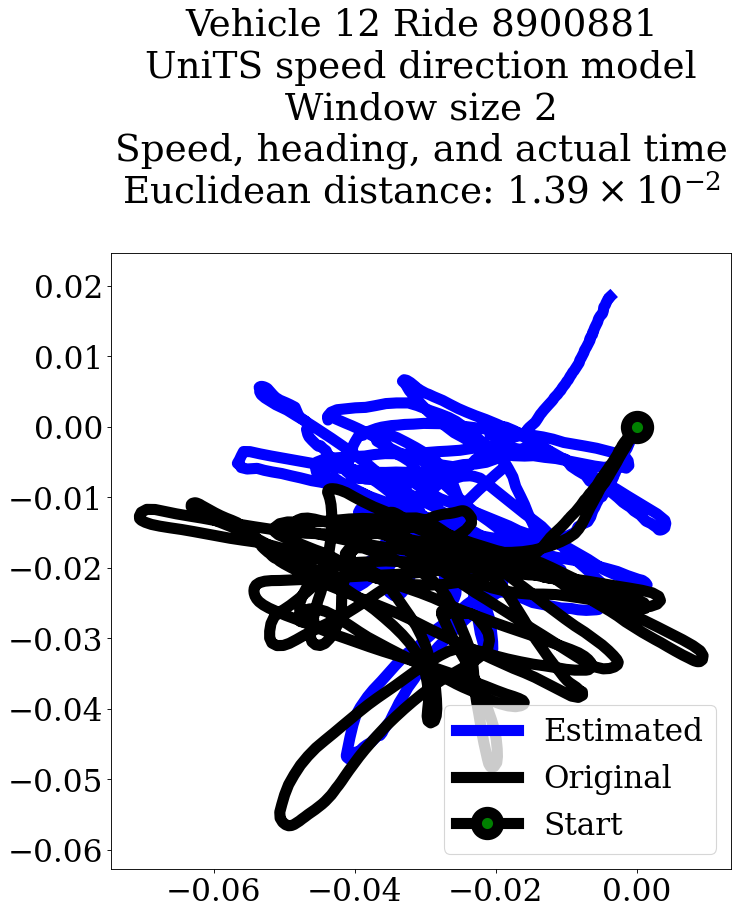 Vehicle 12 Ride 8900881
UniTS speed direction model
Window size 2
Speed, heading, and actual time
Euclidean distance: 1.39 × 10⁻²
0.02
0.01
0.00
−0.01
−0.02
−0.03
−0.04
−0.05
−0.06
Estimated
Original
Start
−0.06 −0.04 −0.02 0.00